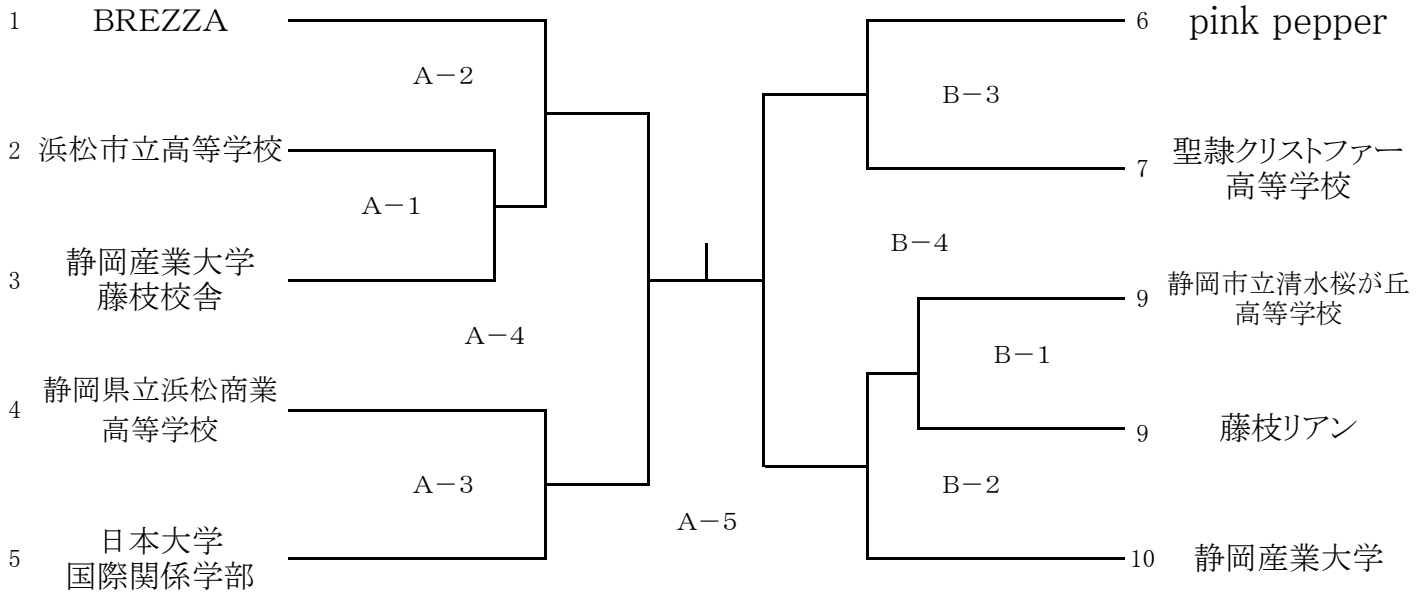 1 BREZZA
A-2
2 浜松市立高等学校
A-1
3 静岡産業大学
藤枝校舎
A-4
4 静岡県立浜松商業
高等学校
A-3
5 日本大学
国際関係学部
A-5
6 pink pepper
B-3
7 聖隷クリストファー
高等学校
B-4
9 静岡市立清水桜が丘
高等学校
B-1
9 藤枝リアン
B-2
10 静岡産業大学